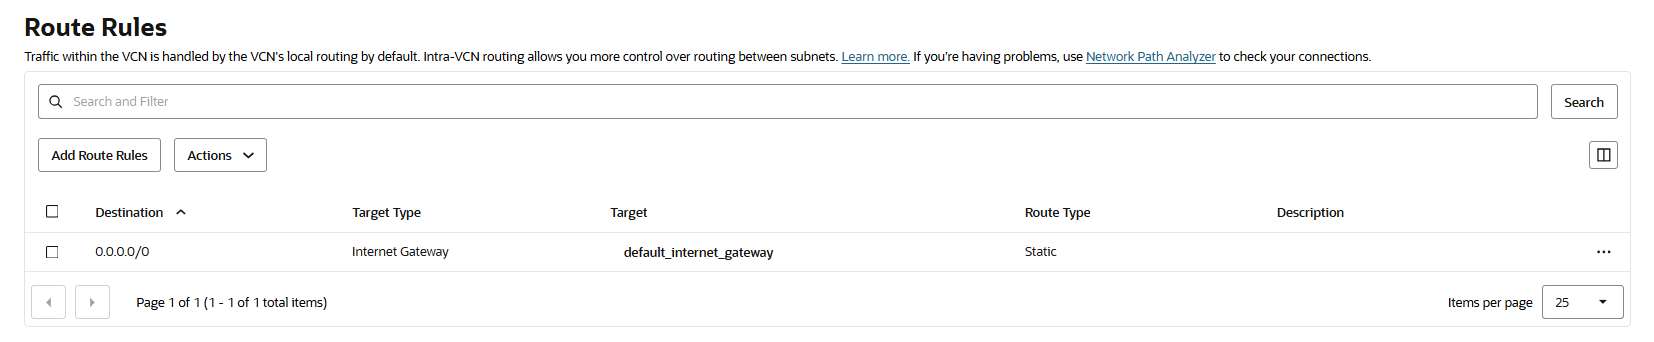 Route Rules
Traffic within the VCN is handled by the VCN's local routing by default. Intra-VCN routing allows you more control over routing between subnets. Learn more. If you're having problems, use Network Path Analyzer to check your connections.
Search and Filter
Search
Add Route Rules
Actions
Destination Target Type Target Route Type Description
0.0.0.0/0 Internet Gateway default_internet_gateway Static
Page 1 of 1 (1 - 1 of 1 total items)
Items per page 25